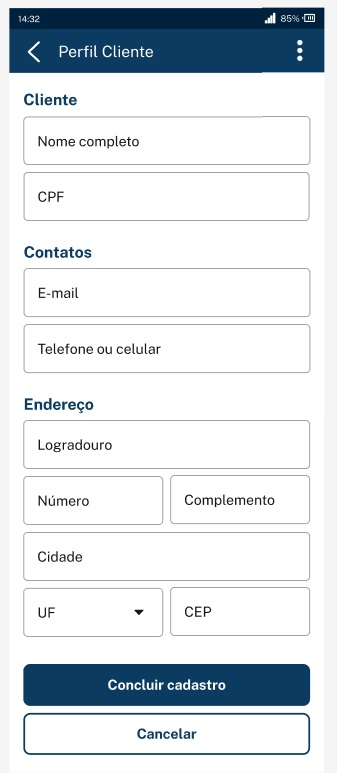 14:32 85%
Perfil Cliente
Cliente
Nome completo
CPF
Contatos
E-mail
Telefone ou celular
Endereço
Logradouro
Número Complemento
Cidade
UF CEP
Concluir cadastro
Cancelar